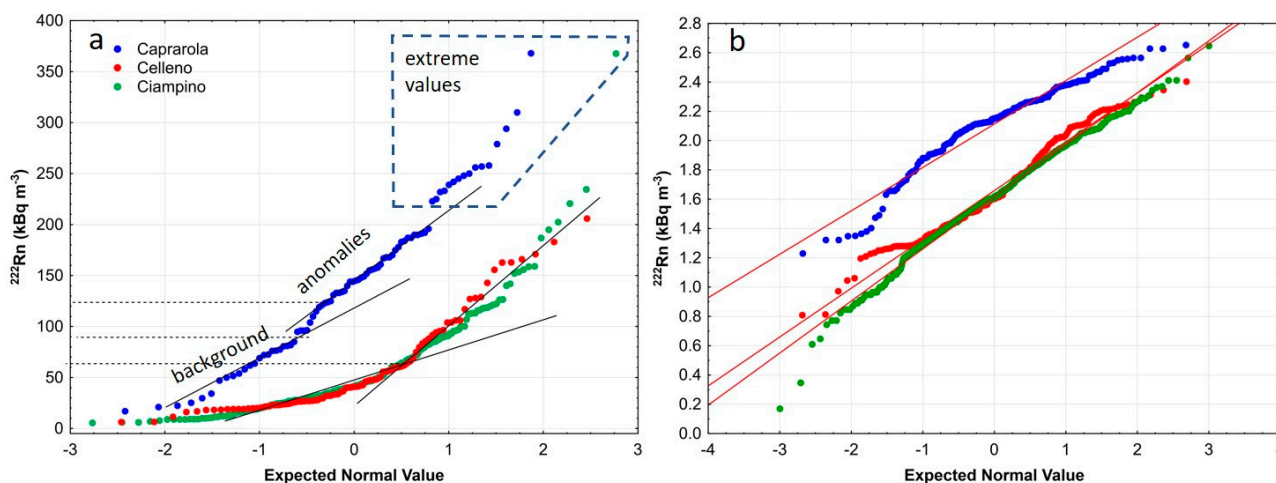 a
Caprarola
Celleno
Ciampino
extreme
values
anomalies
background
400
350
300
250
200
150
100
50
0
²²²Rn (kBq m⁻³)
-3 -2 -1 0 1 2 3
Expected Normal Value
b
2.8
2.6
2.4
2.2
2.0
1.8
1.6
1.4
1.2
1.0
0.8
0.6
0.4
0.2
0.0
²²²Rn (kBq m⁻³)
-4 -3 -2 -1 0 1 2 3
Expected Normal Value